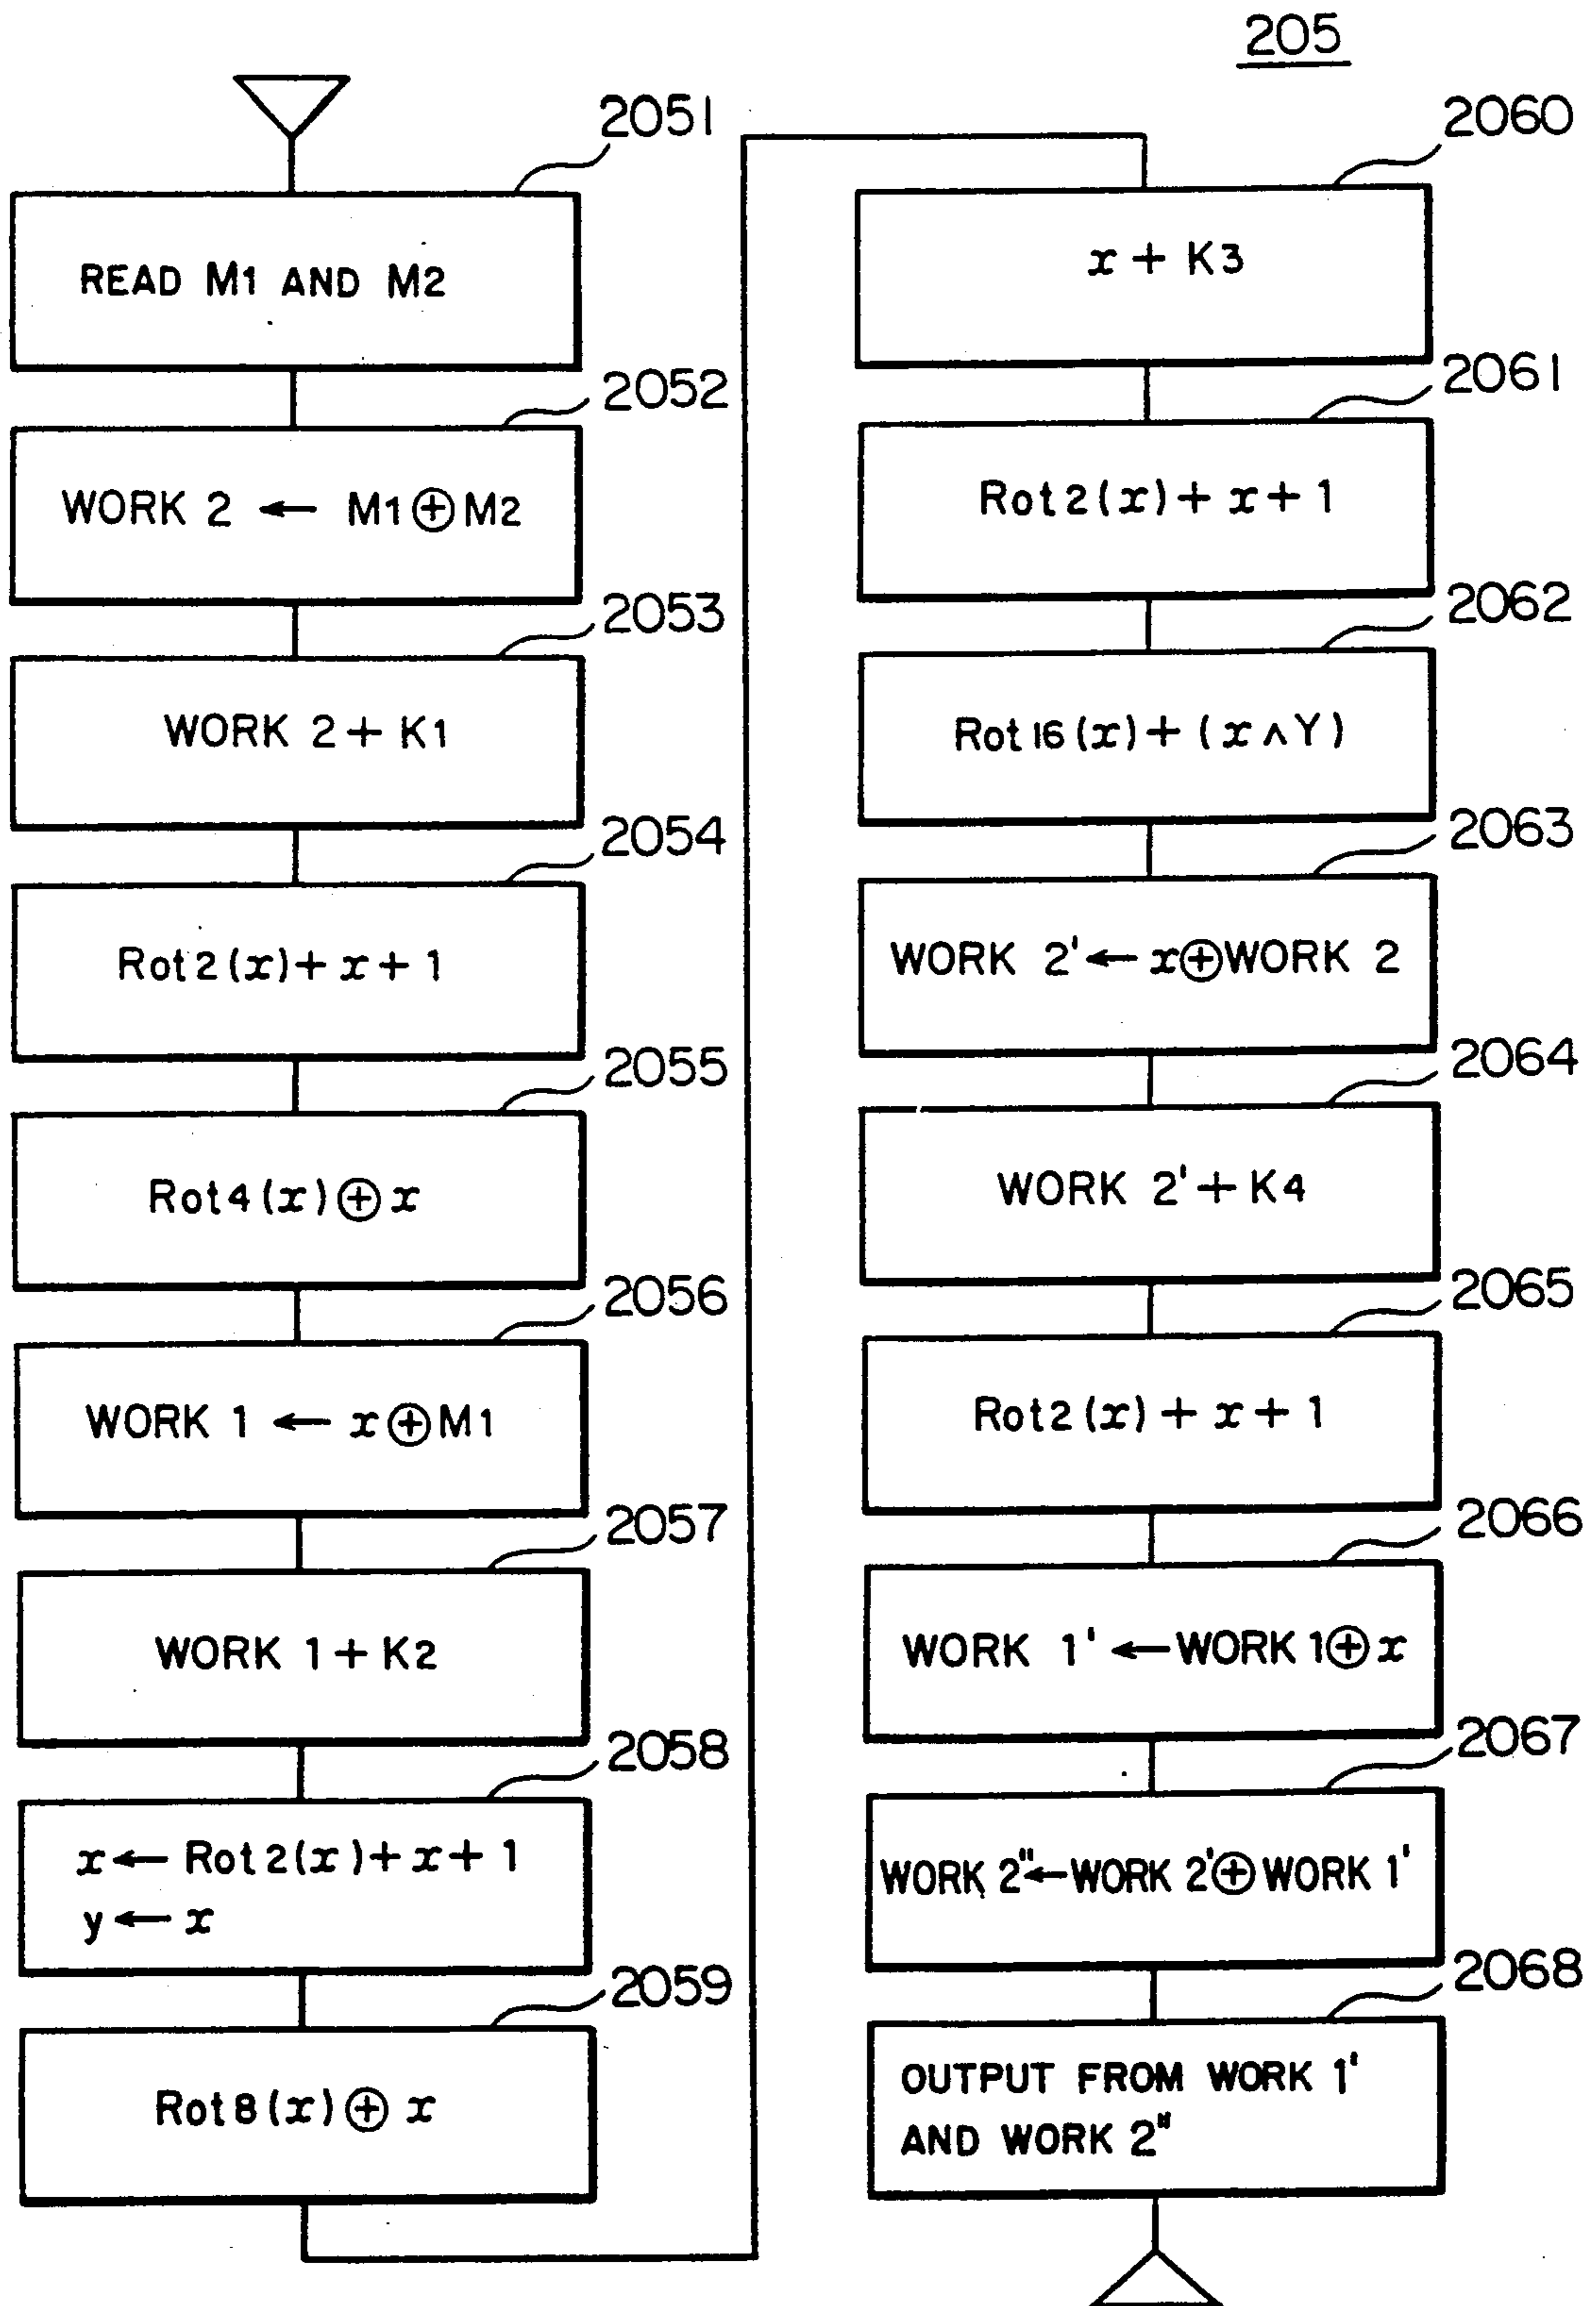 205
2051
READ M1 AND M2
2052
WORK 2 ← M1⊕M2
2053
WORK 2 + K1
2054
Rot2(x)+x+1
2055
Rot4(x)⊕x
2056
WORK 1 ← x⊕M1
2057
WORK 1 + K2
2058
x ← Rot2(x)+x+1
y ← x
2059
Rot8(x)⊕x
2060
x + K3
2061
Rot2(x)+x+1
2062
Rot16(x)+(x∧Y)
2063
WORK 2' ← x⊕WORK 2
2064
WORK 2' + K4
2065
Rot2(x)+x+1
2066
WORK 1' ← WORK 1⊕x
2067
WORK 2" ← WORK 2'⊕WORK 1'
2068
OUTPUT FROM WORK 1'
AND WORK 2"